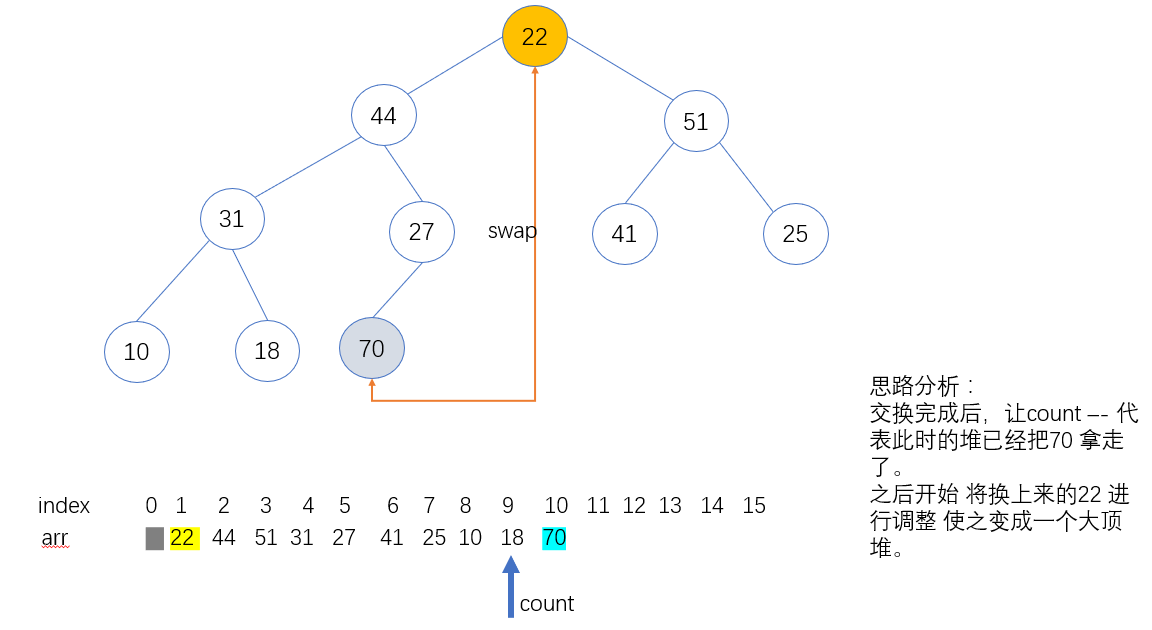 22
44
51
31
27
swap
41
25
10
18
70
思路分析：
交换完成后，让count –- 代
表此时的堆已经把70 拿走
了。
之后开始 将换上来的22 进
行调整 使之变成一个大顶
堆。
index 0 1 2 3 4 5 6 7 8 9 10 11 12 13 14 15
arr 22 44 51 31 27 41 25 10 18 70
count